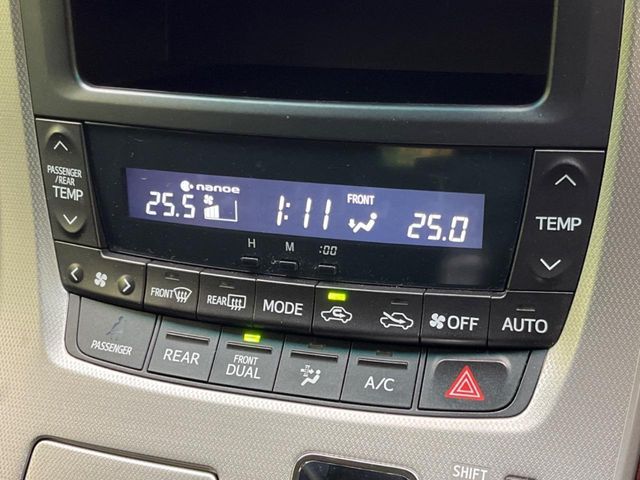 PASSENGER
/REAR
TEMP
nanoe
25.5
1:11
FRONT
25.0
TEMP
H M :00
FRONT
REAR
MODE
OFF
AUTO
PASSENGER
REAR
FRONT
DUAL
A/C
SHIFT